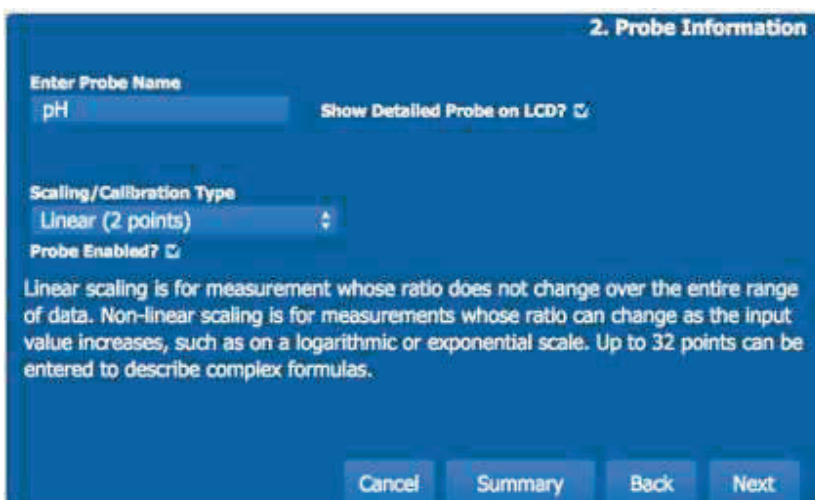 2. Probe Information
Enter Probe Name
pH
Show Detailed Probe on LCD?
Scaling/Calibration Type
Linear (2 points)
Probe Enabled?
Linear scaling is for measurement whose ratio does not change over the entire range
of data. Non-linear scaling is for measurements whose ratio can change as the input
value increases, such as on a logarithmic or exponential scale. Up to 32 points can be
entered to describe complex formulas.
Cancel Summary Back Next